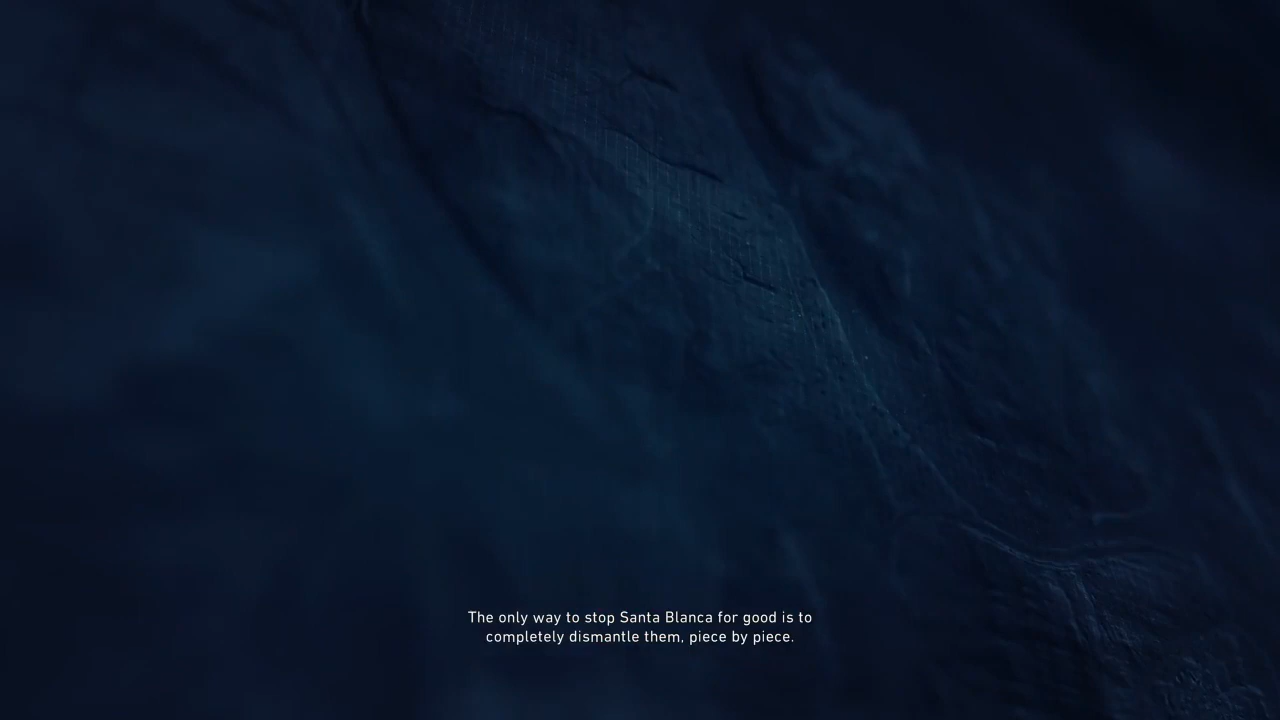 The only way to stop Santa Blanca for good is to
completely dismantle them, piece by piece.